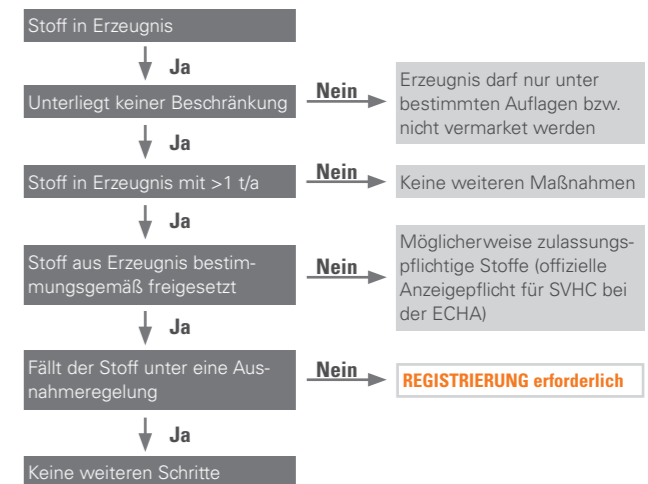 Stoff in Erzeugnis
Ja
Unterliegt keiner Beschränkung
Nein
Erzeugnis darf nur unter
bestimmten Auflagen bzw.
nicht vermarket werden
Ja
Stoff in Erzeugnis mit >1 t/a
Nein
Keine weiteren Maßnahmen
Ja
Stoff aus Erzeugnis bestim-
mungsgemäß freigesetzt
Nein
Möglicherweise zulassungs-
pflichtige Stoffe (offizielle
Anzeigepflicht für SVHC bei
der ECHA)
Ja
Fällt der Stoff unter eine Aus-
nahmeregelung
Nein
REGISTRIERUNG erforderlich
Ja
Keine weiteren Schritte